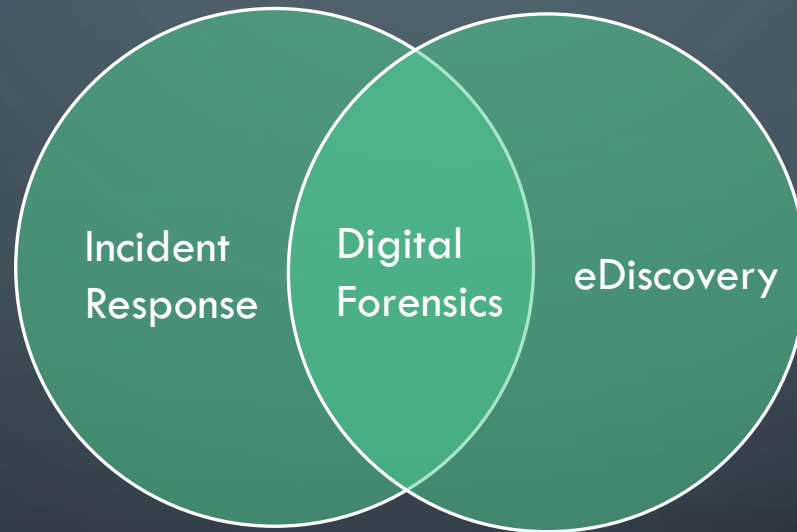 Incident
Response
Digital
Forensics
eDiscovery